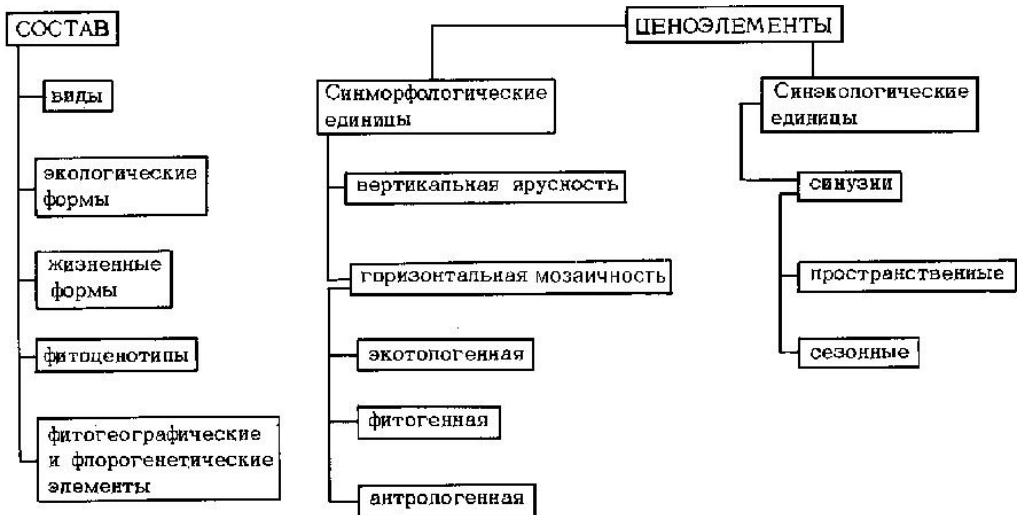 СОСТАВ
виды
экологические
формы
жизненные
формы
фитоценотипы
фитогеографические
и флорогенетические
элементы
ЦЕНОЭЛЕМЕНТЫ
Синморфологические
единицы
вертикальная ярусность
горизонтальная мозаичность
экотопогенная
фитогенная
антропогенная
Синэкологические
единицы
синузии
пространственные
сезонные